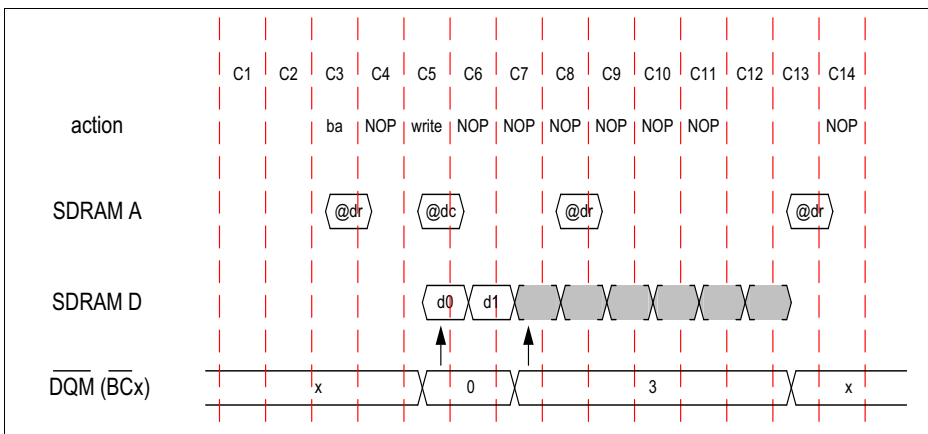 C1 C2 C3 C4 C5 C6 C7 C8 C9 C10 C11 C12 C13 C14
action ba NOP write NOP NOP NOP NOP NOP NOP NOP
SDRAM A @dr @dc @dr @dr
SDRAM D d0 d1
DQM (BCx) x 0 3 x